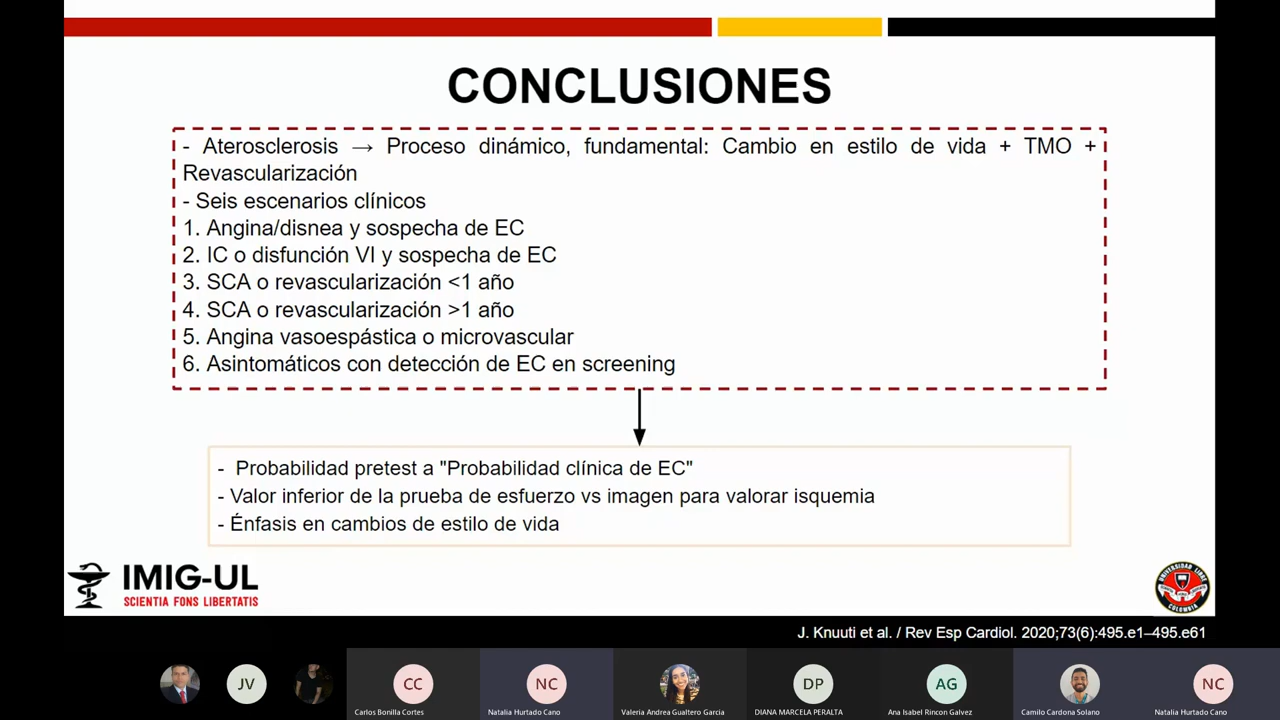 CONCLUSIONES
- Aterosclerosis → Proceso dinámico, fundamental: Cambio en estilo de vida + TMO +
Revascularización
- Seis escenarios clínicos
1. Angina/disnea y sospecha de EC
2. IC o disfunción VI y sospecha de EC
3. SCA o revascularización <1 año
4. SCA o revascularización >1 año
5. Angina vasoespástica o microvascular
6. Asintomáticos con detección de EC en screening
- Probabilidad pretest a "Probabilidad clínica de EC"
- Valor inferior de la prueba de esfuerzo vs imagen para valorar isquemia
- Énfasis en cambios de estilo de vida
IMIG-UL
SCIENTIA FONS LIBERTATIS
UNIVERSIDAD LIBRE
COLOMBIA
J. Knuuti et al. / Rev Esp Cardiol. 2020;73(6):495.e1–495.e61
JV
CC
NC
DP
AG
NC
Carlos Bonilla Cortes
Natalia Hurtado Cano
Valeria Andrea Gualtero Garcia
DIANA MARCELA PERALTA
Ana Isabel Rincon Galvez
Camilo Cardona Solano
Natalia Hurtado Cano